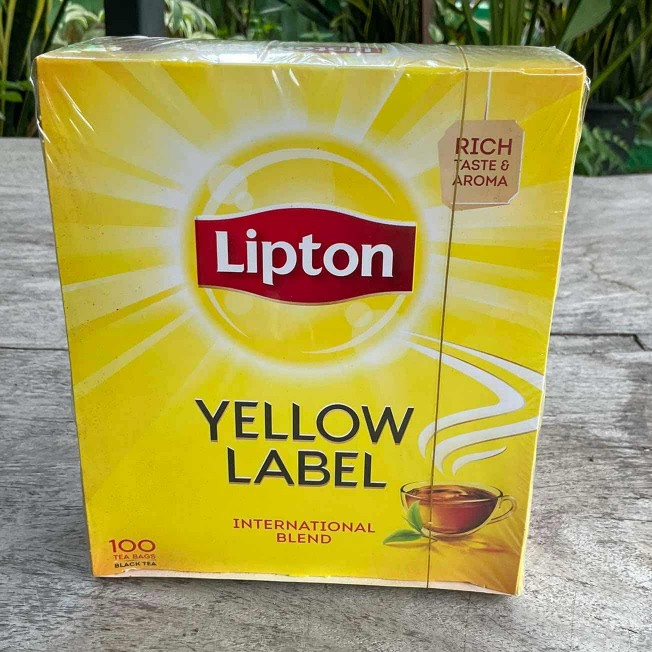 RICH
TASTE &
AROMA
Lipton
YELLOW
LABEL
INTERNATIONAL
BLEND
100
TEA BAGS
BLACK TEA